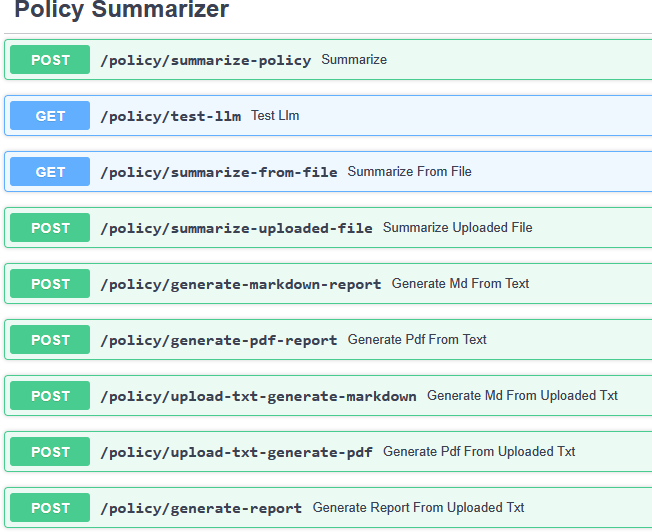 Policy Summarizer
POST /policy/summarize-policy Summarize
GET /policy/test-llm Test Llm
GET /policy/summarize-from-file Summarize From File
POST /policy/summarize-uploaded-file Summarize Uploaded File
POST /policy/generate-markdown-report Generate Md From Text
POST /policy/generate-pdf-report Generate Pdf From Text
POST /policy/upload-txt-generate-markdown Generate Md From Uploaded Txt
POST /policy/upload-txt-generate-pdf Generate Pdf From Uploaded Txt
POST /policy/generate-report Generate Report From Uploaded Txt